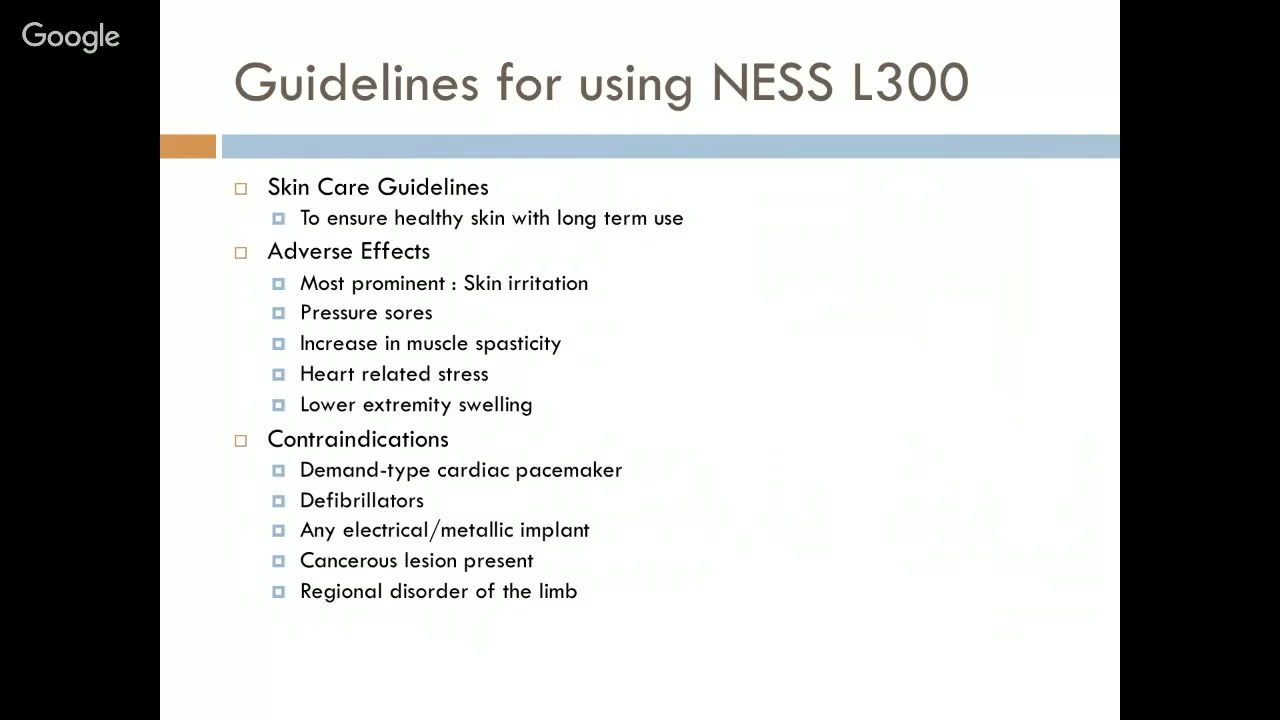 Google
Guidelines for using NESS L300
Skin Care Guidelines
To ensure healthy skin with long term use
Adverse Effects
Most prominent : Skin irritation
Pressure sores
Increase in muscle spasticity
Heart related stress
Lower extremity swelling
Contraindications
Demand-type cardiac pacemaker
Defibrillators
Any electrical/metallic implant
Cancerous lesion present
Regional disorder of the limb